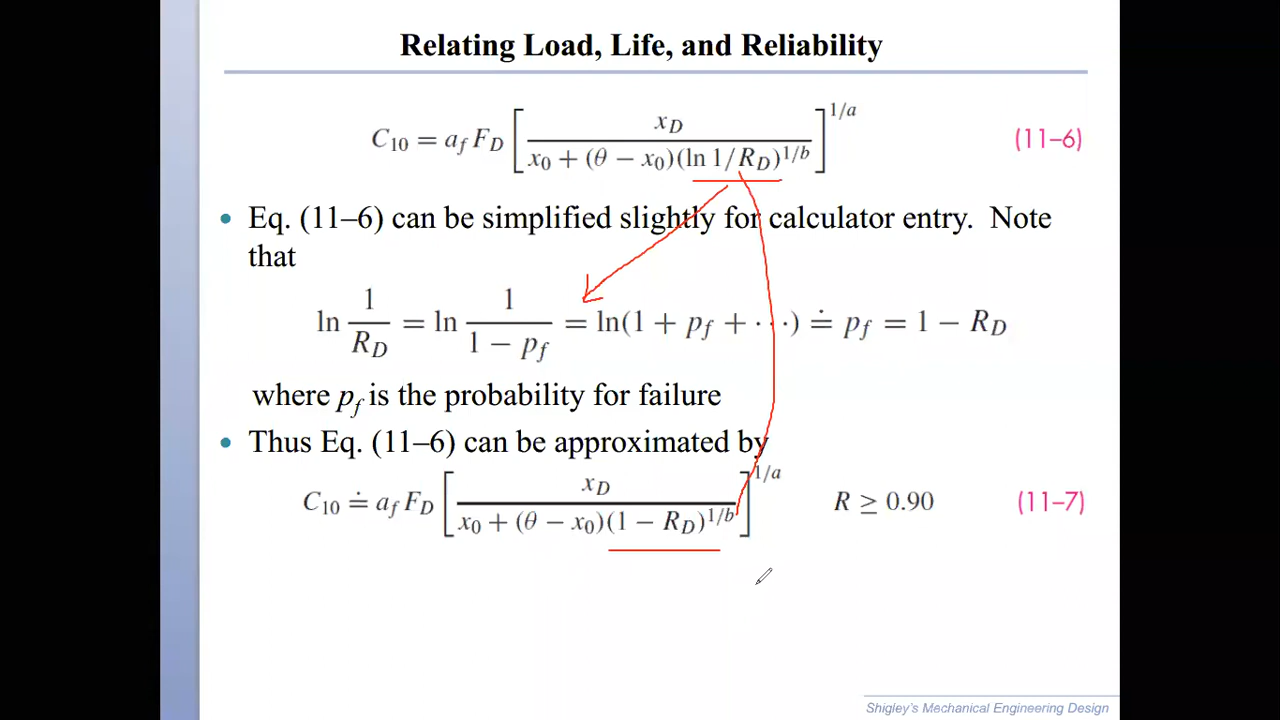 Relating Load, Life, and Reliability
C₁₀ = a_f F_D [ x_D / (x₀ + (θ − x₀)(ln 1/R_D)^{1/b}) ]^{1/a} (11–6)
• Eq. (11–6) can be simplified slightly for calculator entry. Note
that
ln 1/R_D = ln 1/(1 − p_f) = ln(1 + p_f + · · ·) ≐ p_f = 1 − R_D
where p_f is the probability for failure
• Thus Eq. (11–6) can be approximated by
C₁₀ ≐ a_f F_D [ x_D / (x₀ + (θ − x₀)(1 − R_D)^{1/b}) ]^{1/a} R ≥ 0.90 (11–7)
Shigley's Mechanical Engineering Design